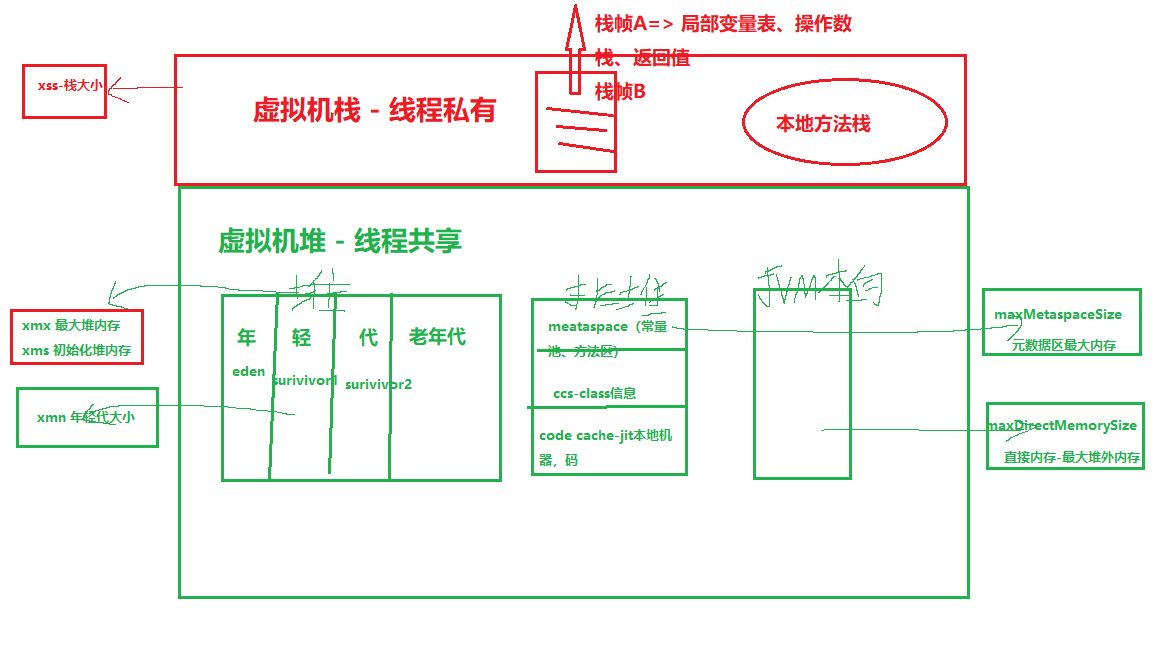 栈帧A=> 局部变量表、操作数
栈、返回值
栈帧B
xss-栈大小
虚拟机栈 - 线程私有
本地方法栈
虚拟机堆 - 线程共享
堆
非堆
JVM本身
xmx 最大堆内存
xms 初始化堆内存
xmn 年轻代大小
年 轻 代 老年代
eden surivivor1 surivivor2
meataspace（常量
池、方法区）
ccs-class信息
code cache-jit本地机
器，码
maxMetaspaceSize
元数据区最大内存
maxDirectMemorySize
直接内存-最大堆外内存